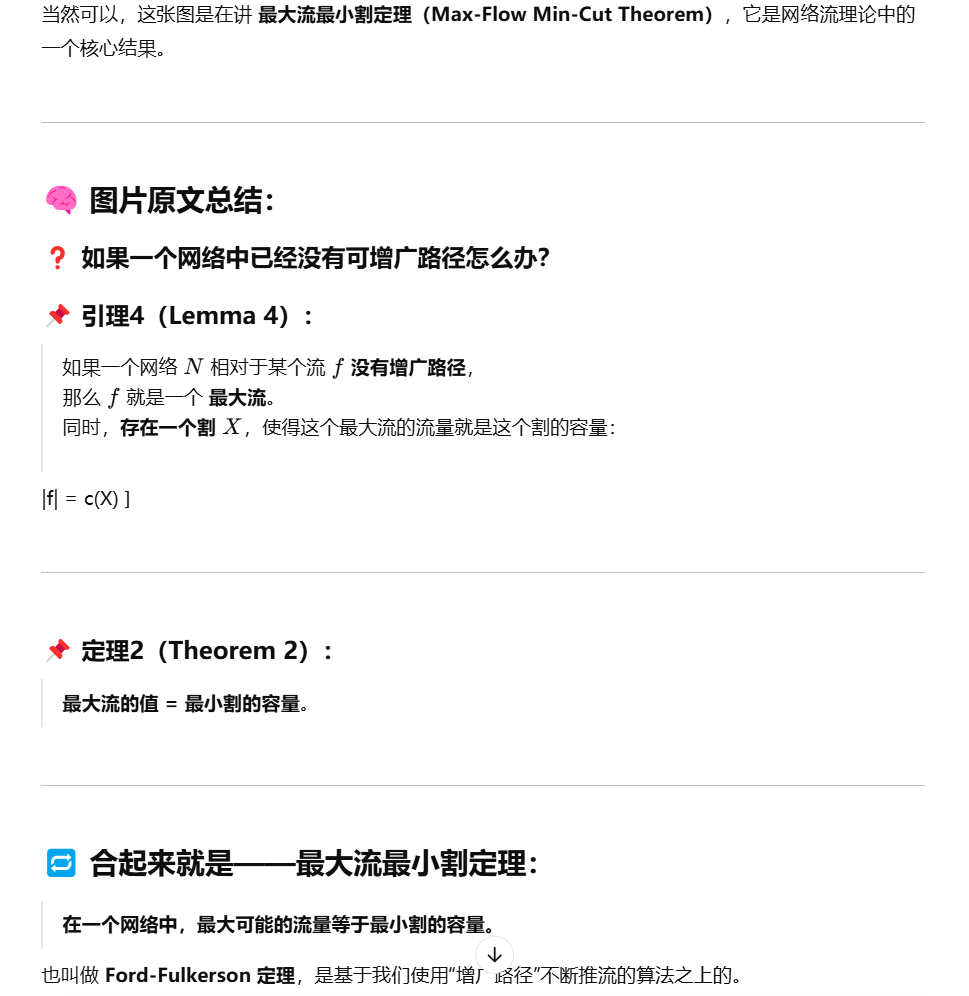 当然可以，这张图是在讲 最大流最小割定理（Max-Flow Min-Cut Theorem），它是网络流理论中的
一个核心结果。
🧠 图片原文总结：
❓ 如果一个网络中已经没有可增广路径怎么办？
📌 引理4（Lemma 4）：
如果一个网络 N 相对于某个流 f 没有增广路径，
那么 f 就是一个 最大流。
同时，存在一个割 X，使得这个最大流的流量就是这个割的容量：
|f| = c(X) ]
📌 定理2（Theorem 2）：
最大流的值 = 最小割的容量。
🔁 合起来就是——最大流最小割定理：
在一个网络中，最大可能的流量等于最小割的容量。
也叫做 Ford-Fulkerson 定理，是基于我们使用“增广路径”不断推流的算法之上的。